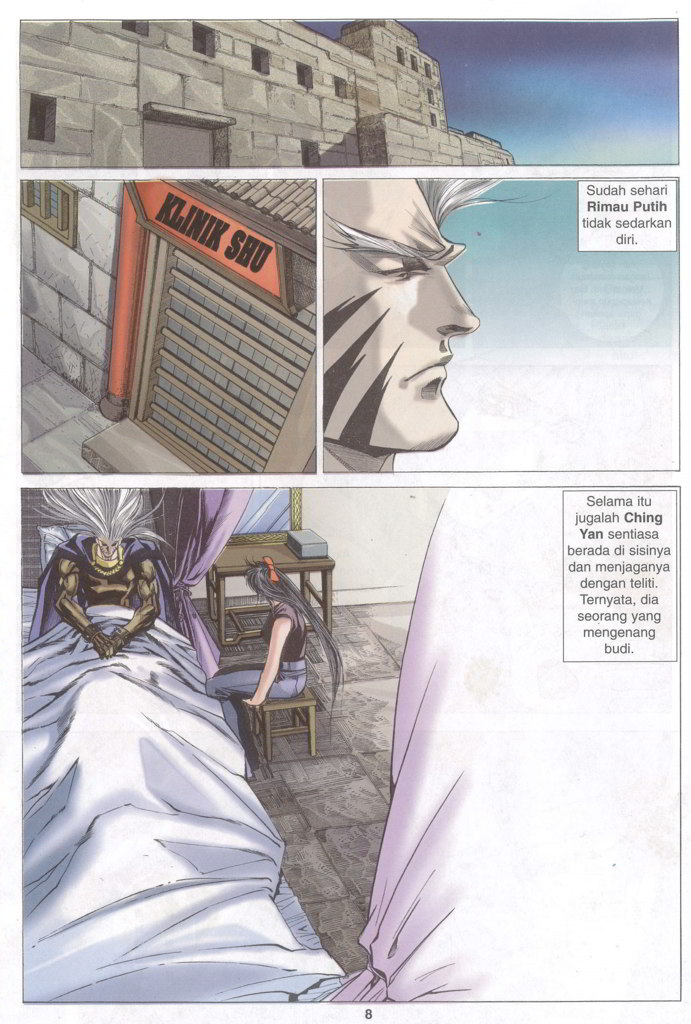 KLINIK SHU
Sudah sehari
Rimau Putih
tidak sedarkan
diri.
Selama itu
jugalah Ching
Yan sentiasa
berada di sisinya
dan menjaganya
dengan teliti.
Ternyata, dia
seorang yang
mengenang
budi.
8